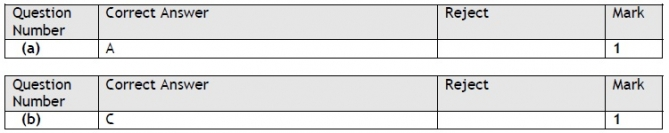 Question Number Correct Answer Reject Mark
(a) A 1
Question Number Correct Answer Reject Mark
(b) C 1